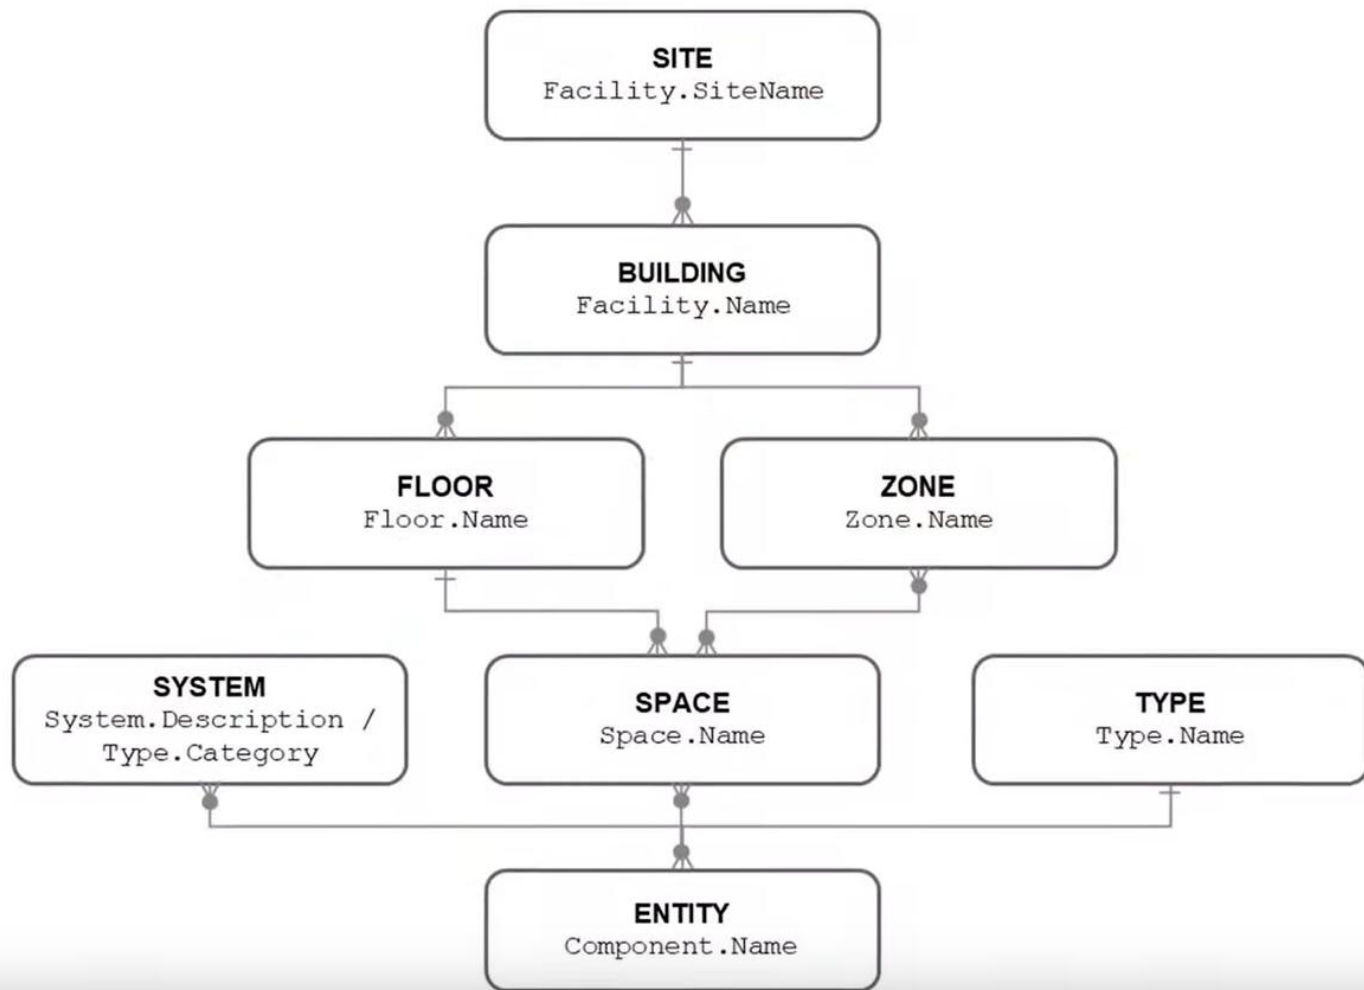 SITE
Facility.SiteName
BUILDING
Facility.Name
FLOOR
Floor.Name
ZONE
Zone.Name
SYSTEM
System.Description /
Type.Category
SPACE
Space.Name
TYPE
Type.Name
ENTITY
Component.Name